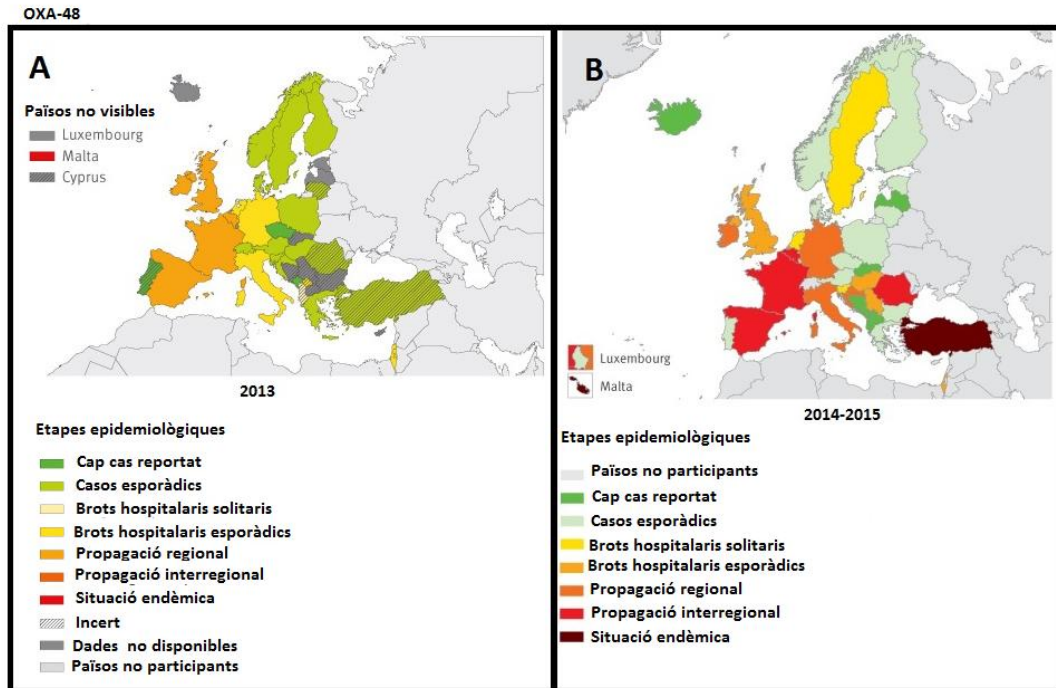 OXA-48
A
Països no visibles
Luxembourg
Malta
Cyprus
2013
Etapes epidemiològiques
Cap cas reportat
Casos esporàdics
Brots hospitalaris solitaris
Brots hospitalaris esporàdics
Propagació regional
Propagació interregional
Situació endèmica
Incert
Dades no disponibles
Països no participants
B
Luxembourg
Malta
2014-2015
Etapes epidemiològiques
Països no participants
Cap cas reportat
Casos esporàdics
Brots hospitalaris solitaris
Brots hospitalaris esporàdics
Propagació regional
Propagació interregional
Situació endèmica